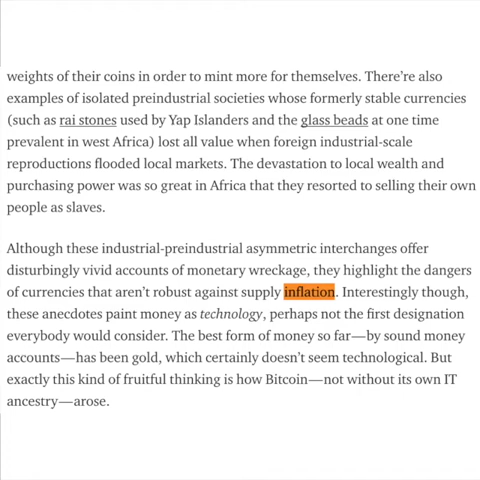 weights of their coins in order to mint more for themselves. There’re also
examples of isolated preindustrial societies whose formerly stable currencies
(such as rai stones used by Yap Islanders and the glass beads at one time
prevalent in west Africa) lost all value when foreign industrial-scale
reproductions flooded local markets. The devastation to local wealth and
purchasing power was so great in Africa that they resorted to selling their own
people as slaves.
Although these industrial-preindustrial asymmetric interchanges offer
disturbingly vivid accounts of monetary wreckage, they highlight the dangers
of currencies that aren’t robust against supply inflation. Interestingly though,
these anecdotes paint money as technology, perhaps not the first designation
everybody would consider. The best form of money so far—by sound money
accounts—has been gold, which certainly doesn’t seem technological. But
exactly this kind of fruitful thinking is how Bitcoin—not without its own IT
ancestry—arose.